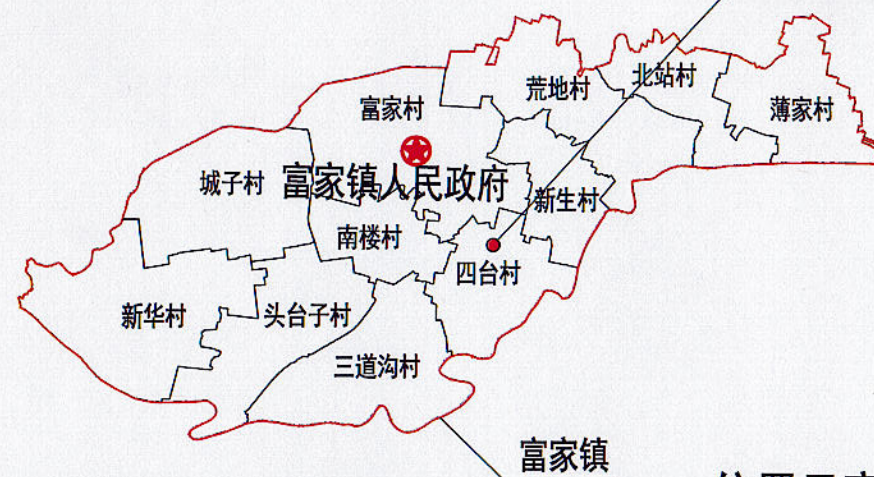 北站村
荒地村
富家村
薄家村
城子村
富家镇人民政府
新生村
南楼村
四台村
新华村
头台子村
三道沟村
富家镇